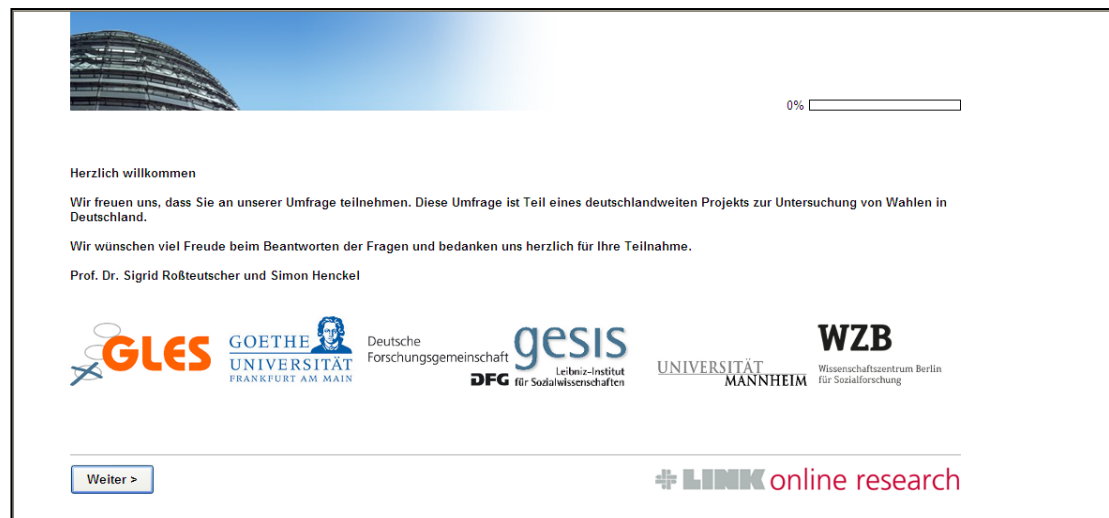 0%
Herzlich willkommen
Wir freuen uns, dass Sie an unserer Umfrage teilnehmen. Diese Umfrage ist Teil eines deutschlandweiten Projekts zur Untersuchung von Wahlen in
Deutschland.
Wir wünschen viel Freude beim Beantworten der Fragen und bedanken uns herzlich für Ihre Teilnahme.
Prof. Dr. Sigrid Roßteutscher und Simon Henckel
GLES
GOETHE
UNIVERSITÄT
FRANKFURT AM MAIN
Deutsche
Forschungsgemeinschaft
DFG
gesis
Leibniz-Institut
für Sozialwissenschaften
UNIVERSITÄT
MANNHEIM
WZB
Wissenschaftszentrum Berlin
für Sozialforschung
Weiter >
LINK online research